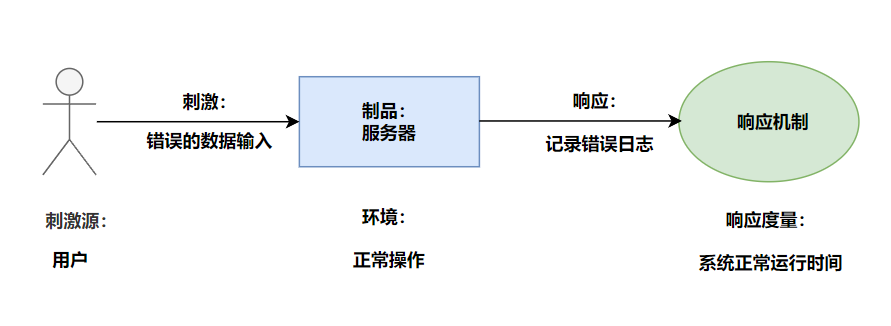 刺激：
错误的数据输入
制品：
服务器
响应：
记录错误日志
响应机制
刺激源：
用户
环境：
正常操作
响应度量：
系统正常运行时间